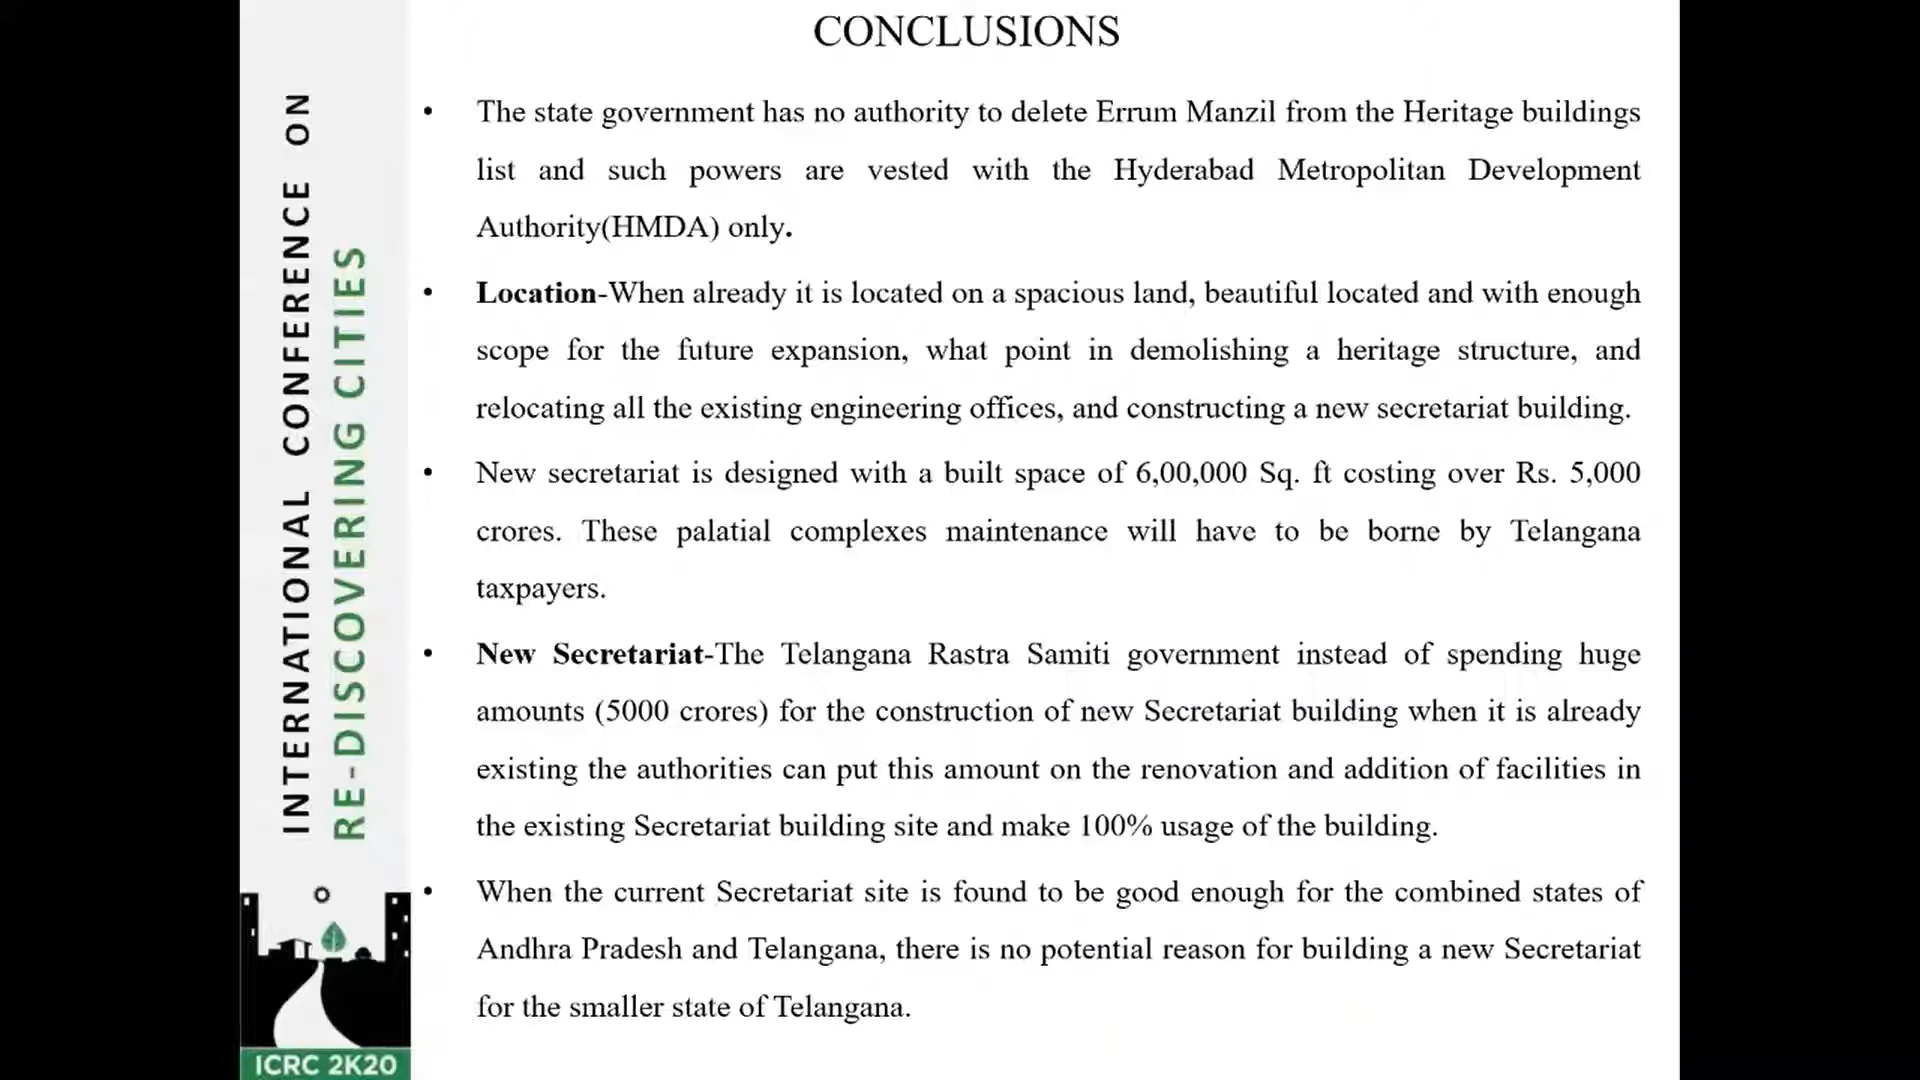 CONCLUSIONS
INTERNATIONAL CONFERENCE ON
RE-DISCOVERING CITIES
• The state government has no authority to delete Errum Manzil from the Heritage buildings
list and such powers are vested with the Hyderabad Metropolitan Development
Authority(HMDA) only.
• Location-When already it is located on a spacious land, beautiful located and with enough
scope for the future expansion, what point in demolishing a heritage structure, and
relocating all the existing engineering offices, and constructing a new secretariat building.
• New secretariat is designed with a built space of 6,00,000 Sq. ft costing over Rs. 5,000
crores. These palatial complexes maintenance will have to be borne by Telangana
taxpayers.
• New Secretariat-The Telangana Rastra Samiti government instead of spending huge
amounts (5000 crores) for the construction of new Secretariat building when it is already
existing the authorities can put this amount on the renovation and addition of facilities in
the existing Secretariat building site and make 100% usage of the building.
• When the current Secretariat site is found to be good enough for the combined states of
Andhra Pradesh and Telangana, there is no potential reason for building a new Secretariat
for the smaller state of Telangana.
ICRC 2K20